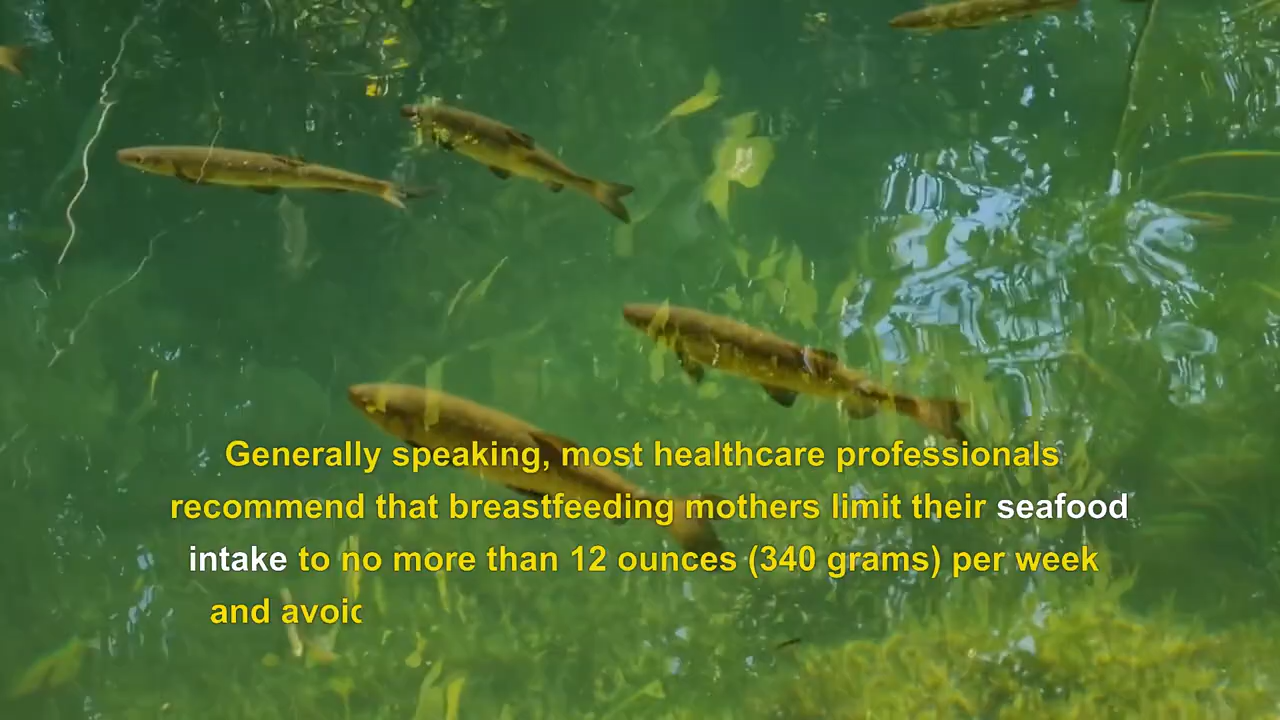 Generally speaking, most healthcare professionals
recommend that breastfeeding mothers limit their seafood
intake to no more than 12 ounces (340 grams) per week
and